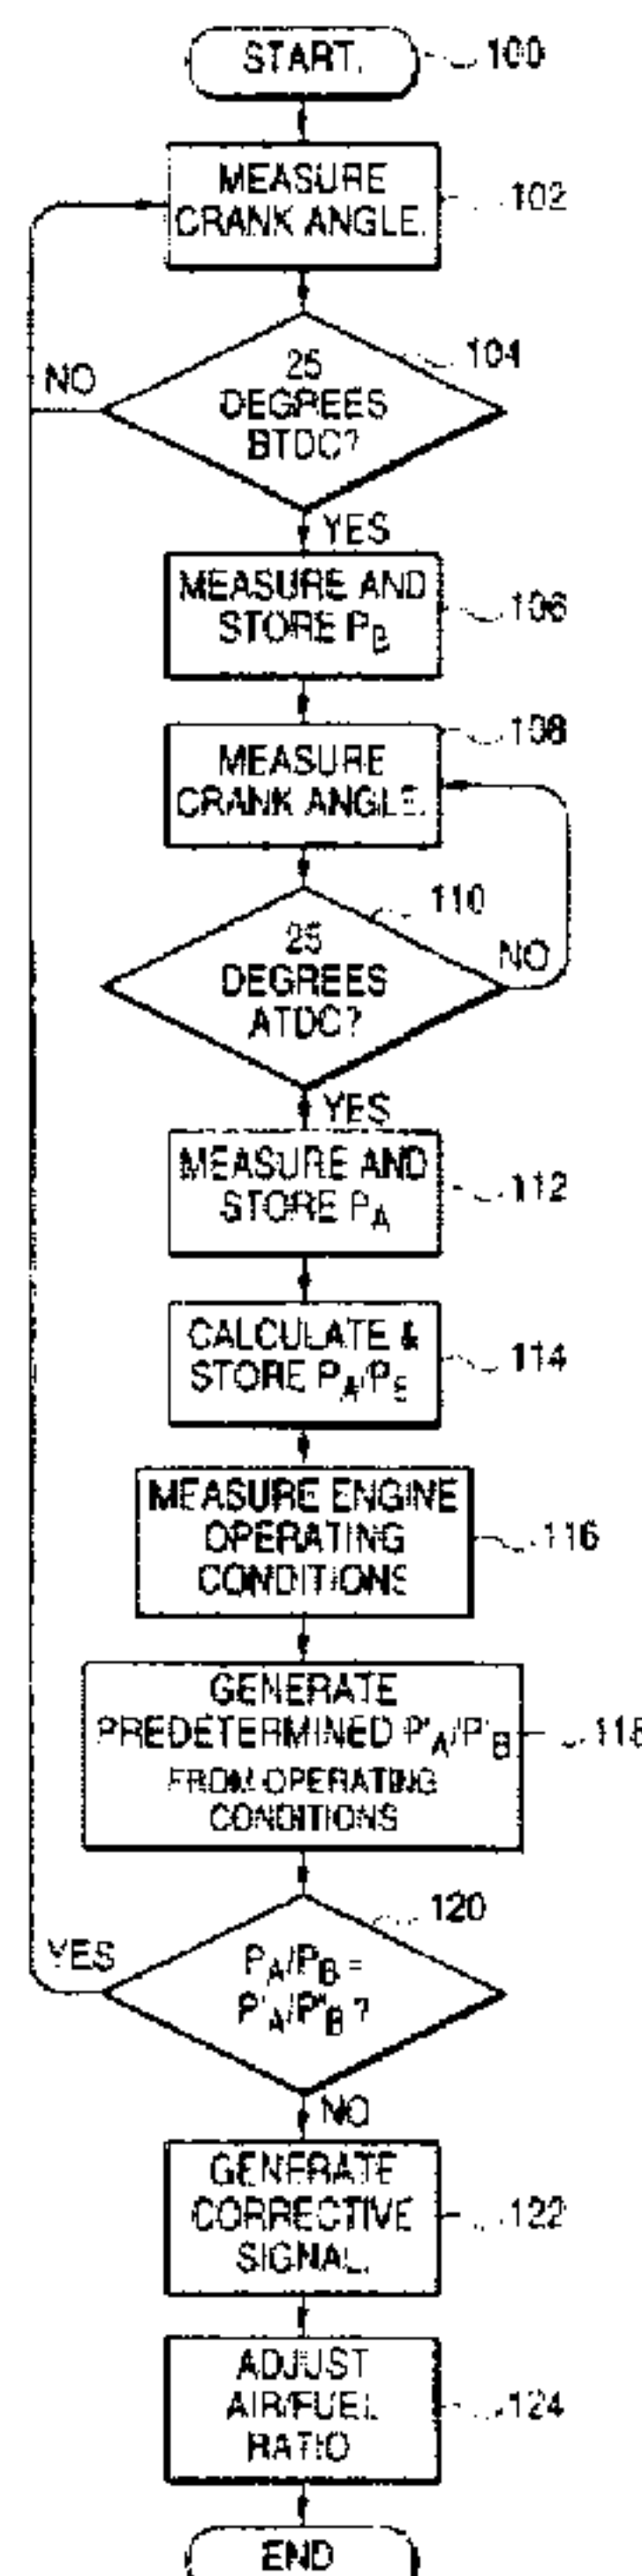 START.
100
MEASURE
CRANK ANGLE.
102
25
DEGREES
BTDC?
104
NO
YES
MEASURE AND
STORE PB
106
MEASURE
CRANK ANGLE.
108
25
DEGREES
ATDC?
110
NO
YES
MEASURE AND
STORE PA
112
CALCULATE &
STORE PA/PB
114
MEASURE ENGINE
OPERATING
CONDITIONS
116
GENERATE
PREDETERMINED P'A/P'B
FROM OPERATING
CONDITIONS
118
PA/PB =
P'A/P'B ?
120
YES
NO
GENERATE
CORRECTIVE
SIGNAL.
122
ADJUST
AIR/FUEL
RATIO
124
END